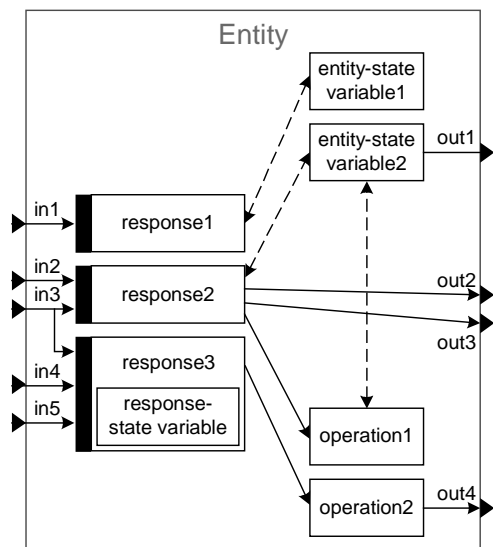 Entity
entity-state
variable1
entity-state
variable2
out1
in1
response1
in2
in3
response2
out2
out3
response3
in4
response-
state variable
in5
operation1
operation2
out4